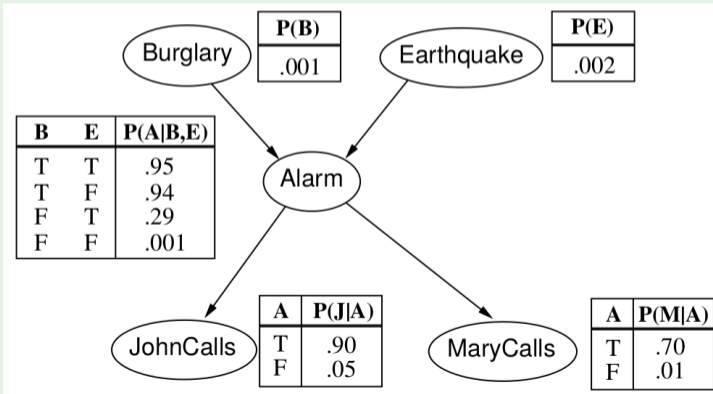 Burglary
P(B)
.001
Earthquake
P(E)
.002
B E P(A|B,E)
T T .95
T F .94
F T .29
F F .001
Alarm
JohnCalls
A P(J|A)
T .90
F .05
MaryCalls
A P(M|A)
T .70
F .01